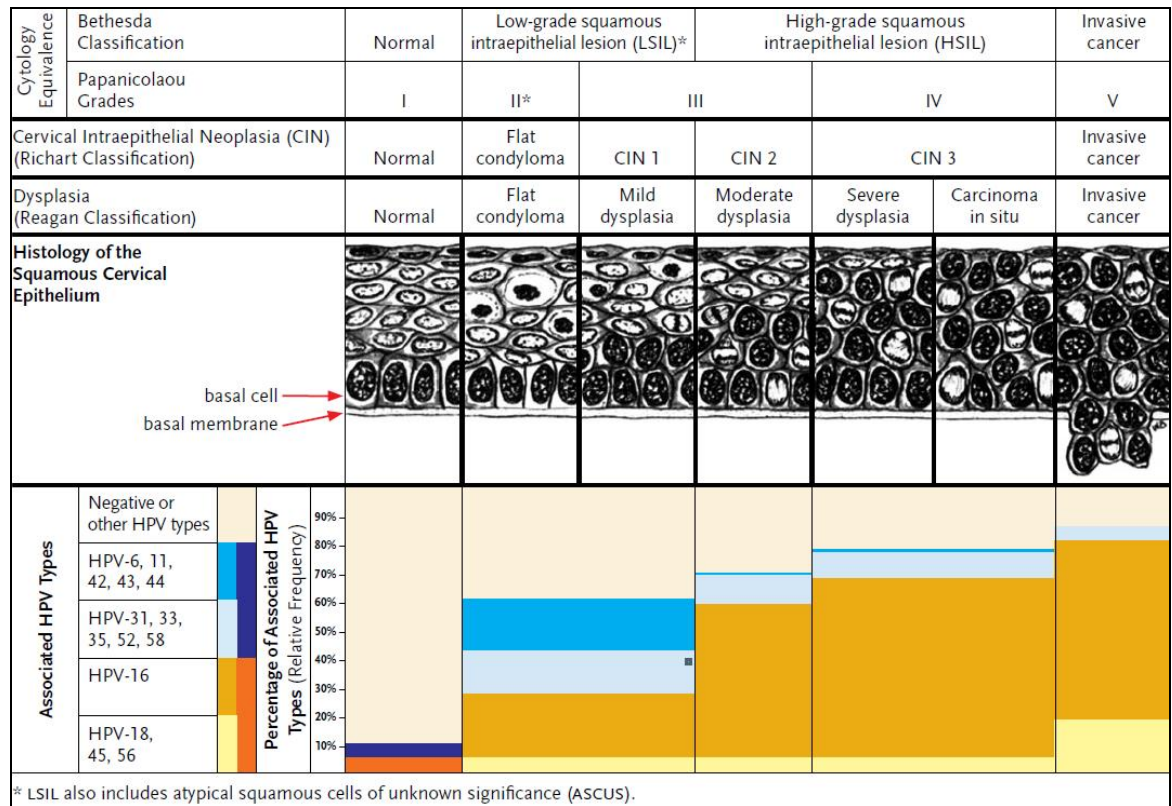 Cytology
Equivalence
Bethesda
Classification
Normal
Low-grade squamous
intraepithelial lesion (LSIL)*
High-grade squamous
intraepithelial lesion (HSIL)
Invasive
cancer
Papanicolaou
Grades
I
II*
III
IV
V
Cervical Intraepithelial Neoplasia (CIN)
(Richart Classification)
Normal
Flat
condyloma
CIN 1
CIN 2
CIN 3
Invasive
cancer
Dysplasia
(Reagan Classification)
Normal
Flat
condyloma
Mild
dysplasia
Moderate
dysplasia
Severe
dysplasia
Carcinoma
in situ
Invasive
cancer
Histology of the
Squamous Cervical
Epithelium
basal cell
basal membrane
Associated HPV Types
Negative or
other HPV types
HPV-6, 11,
42, 43, 44
HPV-31, 33,
35, 52, 58
HPV-16
HPV-18,
45, 56
Percentage of Associated HPV
Types (Relative Frequency)
90%
80%
70%
60%
50%
40%
30%
20%
10%
* LSIL also includes atypical squamous cells of unknown significance (ASCUS).